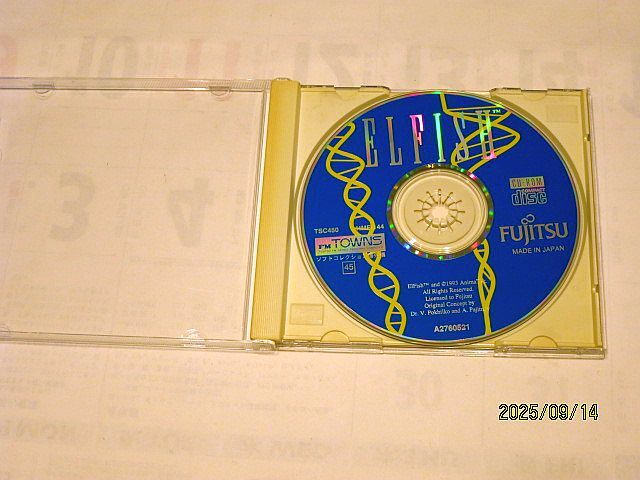 ELFISH™
CD-ROM
COMPACT
disc
TSC450
FM TOWNS
FUJITSU
MADE IN JAPAN
ソフトコレクション
45
ElFish™ and ©1993 Animatek
All Rights Reserved.
Licensed to Fujitsu
Original Concept by
Dr. V. Pokhilko and A. Pajitnov
A2760521
2025/09/14